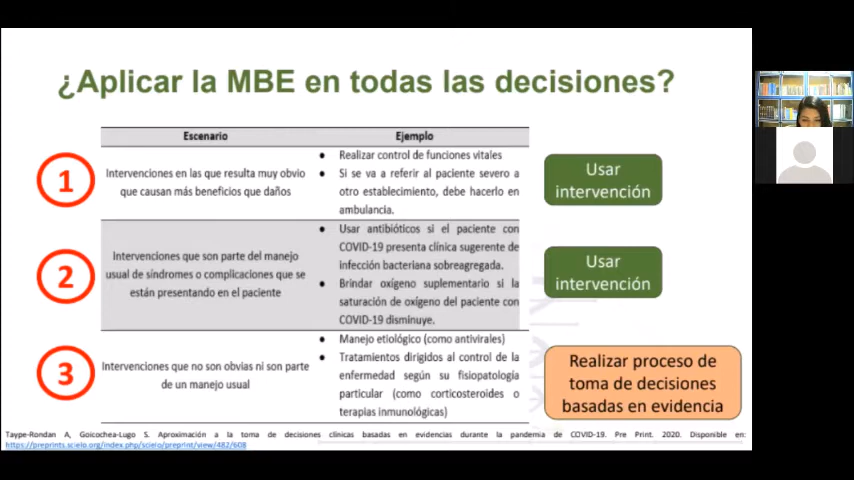 ¿Aplicar la MBE en todas las decisiones?
Escenario
Ejemplo
1
Intervenciones en las que resulta muy obvio
que causan más beneficios que daños
• Realizar control de funciones vitales
• Si se va a referir al paciente severo a
otro establecimiento, debe hacerlo en
ambulancia.
Usar
intervención
2
Intervenciones que son parte del manejo
usual de síndromes o complicaciones que se
están presentando en el paciente
• Usar antibióticos si el paciente con
COVID-19 presenta clínica sugerente de
infección bacteriana sobreagregada.
• Brindar oxígeno suplementario si la
saturación de oxígeno del paciente con
COVID-19 disminuye.
Usar
intervención
3
Intervenciones que no son obvias ni son parte
de un manejo usual
• Manejo etiológico (como antivirales)
• Tratamientos dirigidos al control de la
enfermedad según su fisiopatología
particular (como corticosteroides o
terapias inmunológicas)
Realizar proceso de
toma de decisiones
basadas en evidencia
Taype-Rondan A, Goicochea-Lugo S. Aproximación a la toma de decisiones clínicas basadas en evidencias durante la pandemia de COVID-19. Pre Print. 2020. Disponible en:
https://preprints.scielo.org/index.php/scielo/preprint/view/482/608